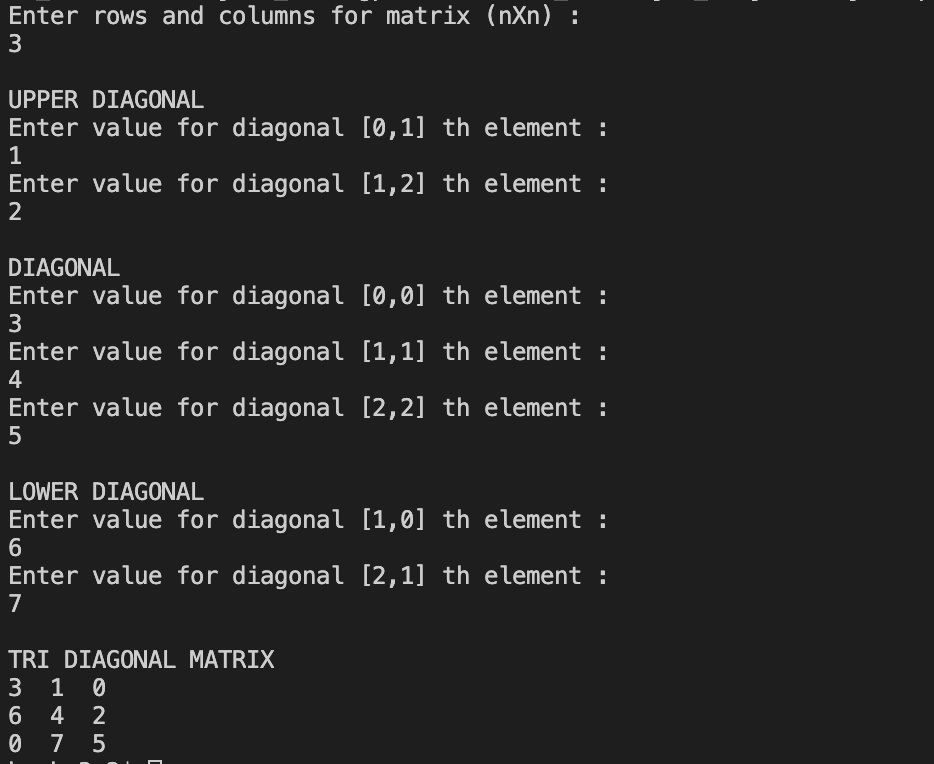 Enter rows and columns for matrix (nXn) :
3
UPPER DIAGONAL
Enter value for diagonal [0,1] th element :
1
Enter value for diagonal [1,2] th element :
2
DIAGONAL
Enter value for diagonal [0,0] th element :
3
Enter value for diagonal [1,1] th element :
4
Enter value for diagonal [2,2] th element :
5
LOWER DIAGONAL
Enter value for diagonal [1,0] th element :
6
Enter value for diagonal [2,1] th element :
7
TRI DIAGONAL MATRIX
3 1 0
6 4 2
0 7 5